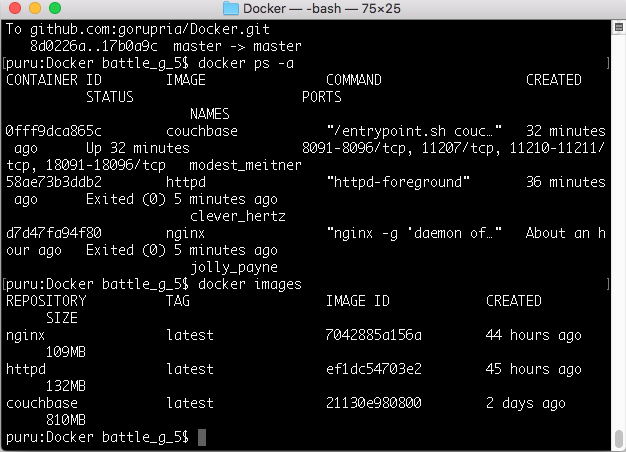 Docker — -bash — 75×25
To github.com:gorupria/Docker.git
   8d0226a..17b0a9c  master -> master
[puru:Docker battle_g_5$ docker ps -a                                      ]
CONTAINER ID        IMAGE               COMMAND                  CREATED
          STATUS                     PORTS
                       NAMES
0fff9dca865c        couchbase           "/entrypoint.sh couc…"   32 minutes
 ago      Up 32 minutes              8091-8096/tcp, 11207/tcp, 11210-11211/
tcp, 18091-18096/tcp   modest_meitner
58ae73b3ddb2        httpd               "httpd-foreground"       36 minutes
 ago      Exited (0) 5 minutes ago
                       clever_hertz
d7d47fa94f80        nginx               "nginx -g 'daemon of…"   About an h
our ago   Exited (0) 5 minutes ago
                       jolly_payne
[puru:Docker battle_g_5$ docker images                                     ]
REPOSITORY          TAG                 IMAGE ID            CREATED
     SIZE
nginx               latest              7042885a156a        44 hours ago
     109MB
httpd               latest              ef1dc54703e2        45 hours ago
     132MB
couchbase           latest              21130e980800        2 days ago
     810MB
puru:Docker battle_g_5$